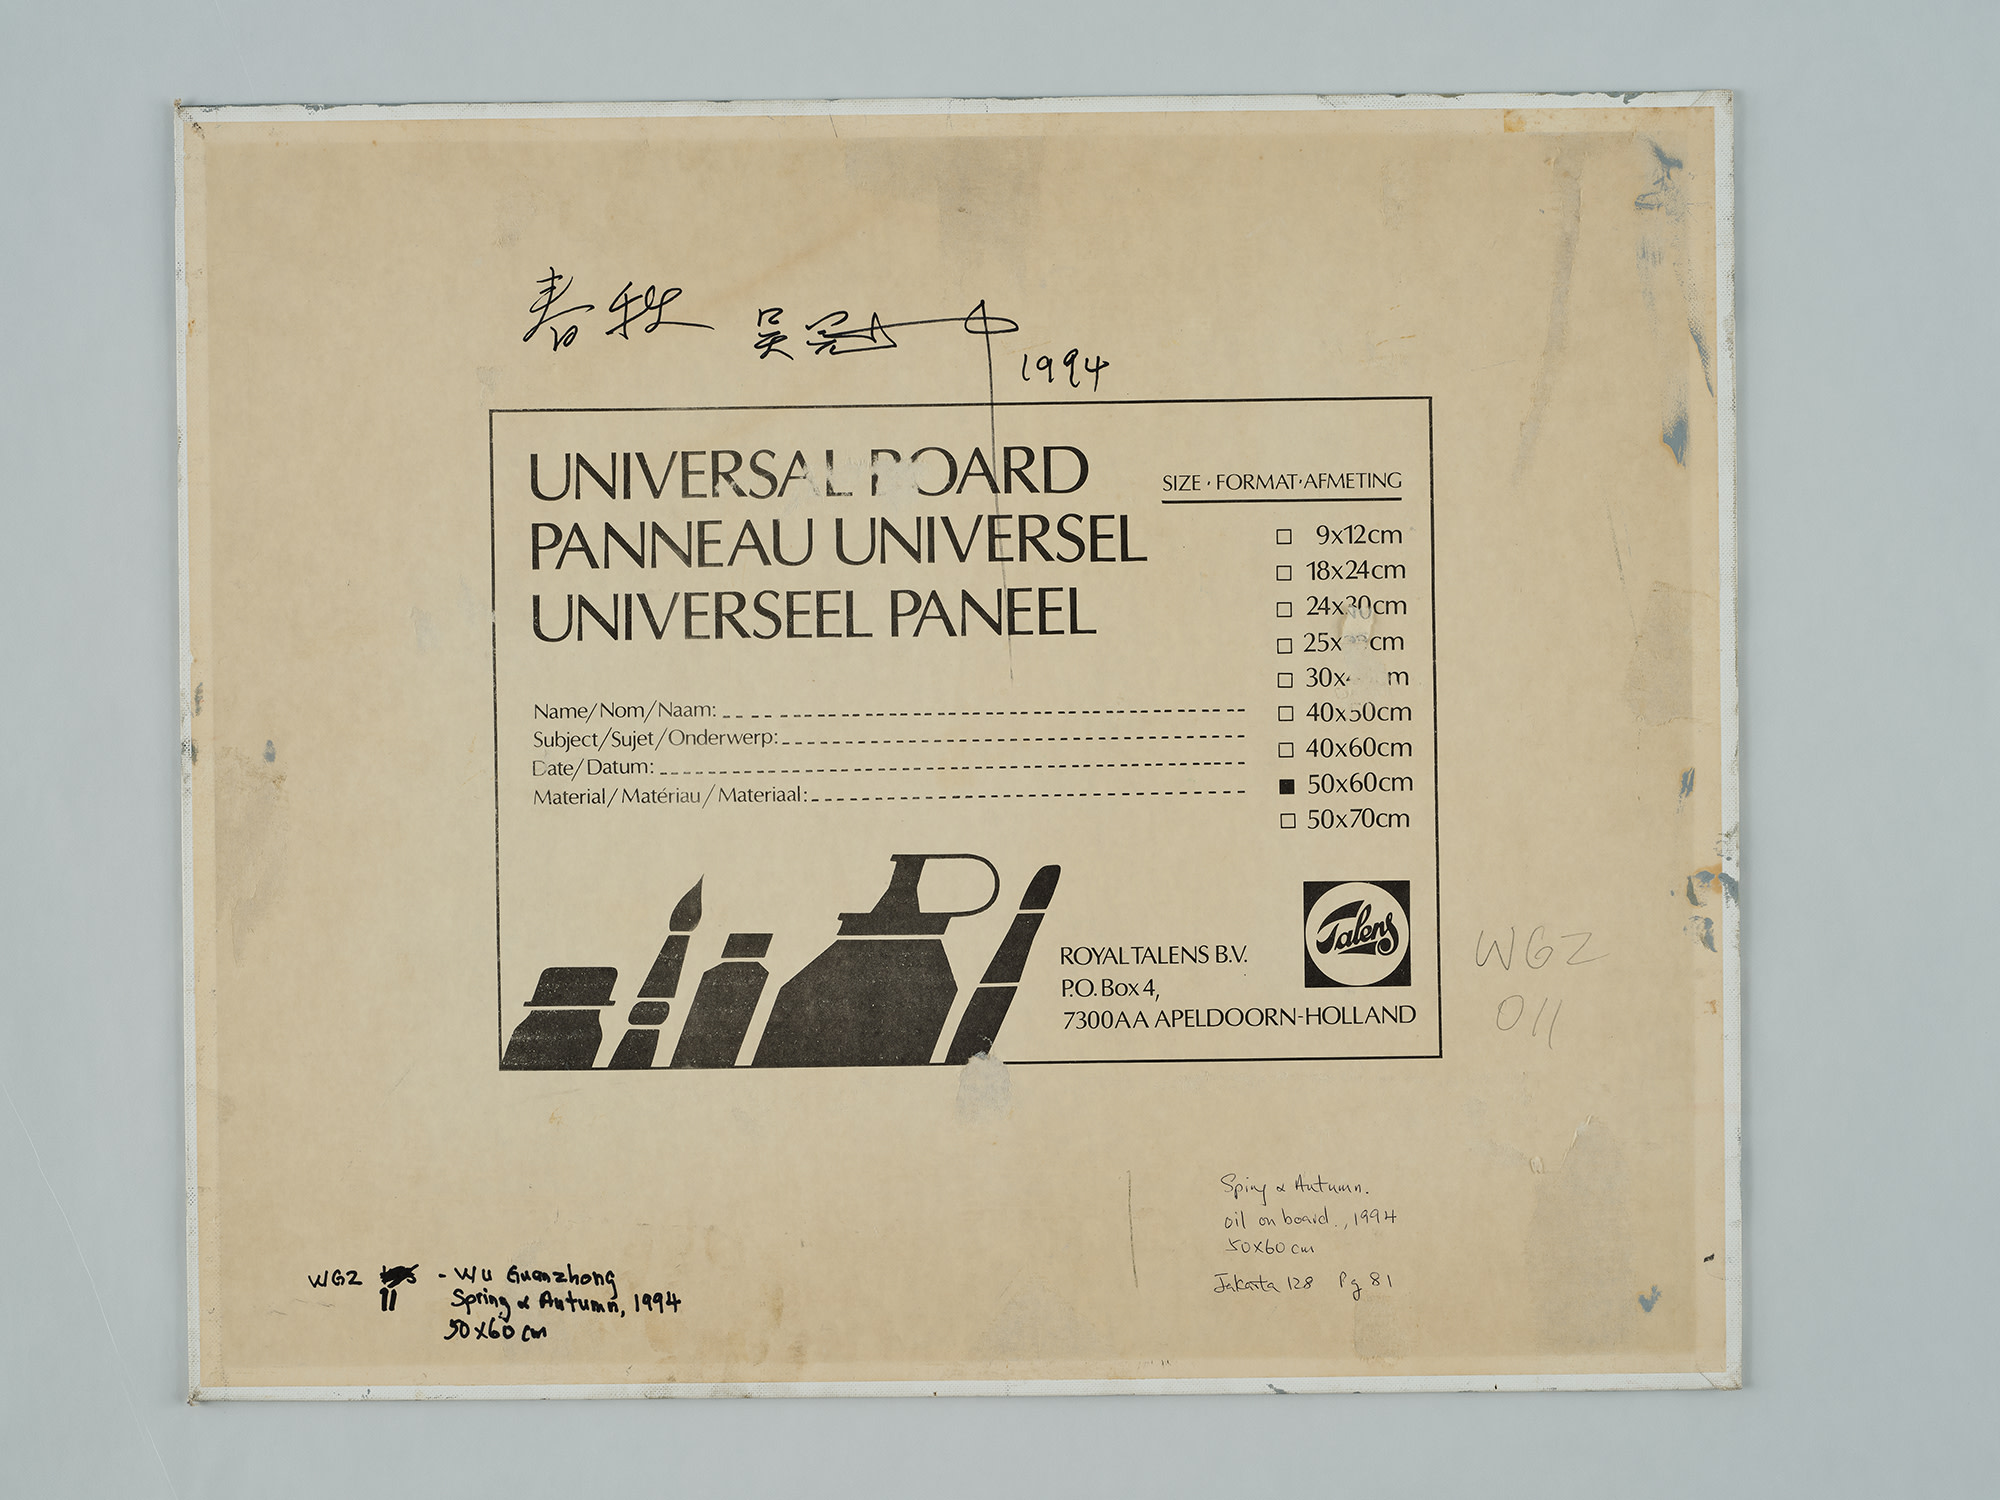 春秋 吴冠中
1994
UNIVERSAL BOARD
PANNEAU UNIVERSEL
UNIVERSEEL PANEEL
SIZE · FORMAT · AFMETING
9x12cm
18x24cm
24x30cm
25x cm
30x m
40x50cm
40x60cm
50x60cm
50x70cm
Name/Nom/Naam:
Subject/Sujet/Onderwerp:
Date/Datum:
Material/Matériau/Materiaal:
Talens
ROYAL TALENS B.V.
P.O. Box 4,
7300AA APELDOORN-HOLLAND
WGZ
011
Spring & Autumn.
oil on board., 1994
50x60 cm
Jakarta 128 Pg 81
WGZ - Wu Guanzhong
11 Spring & Autumn, 1994
50x60 cm